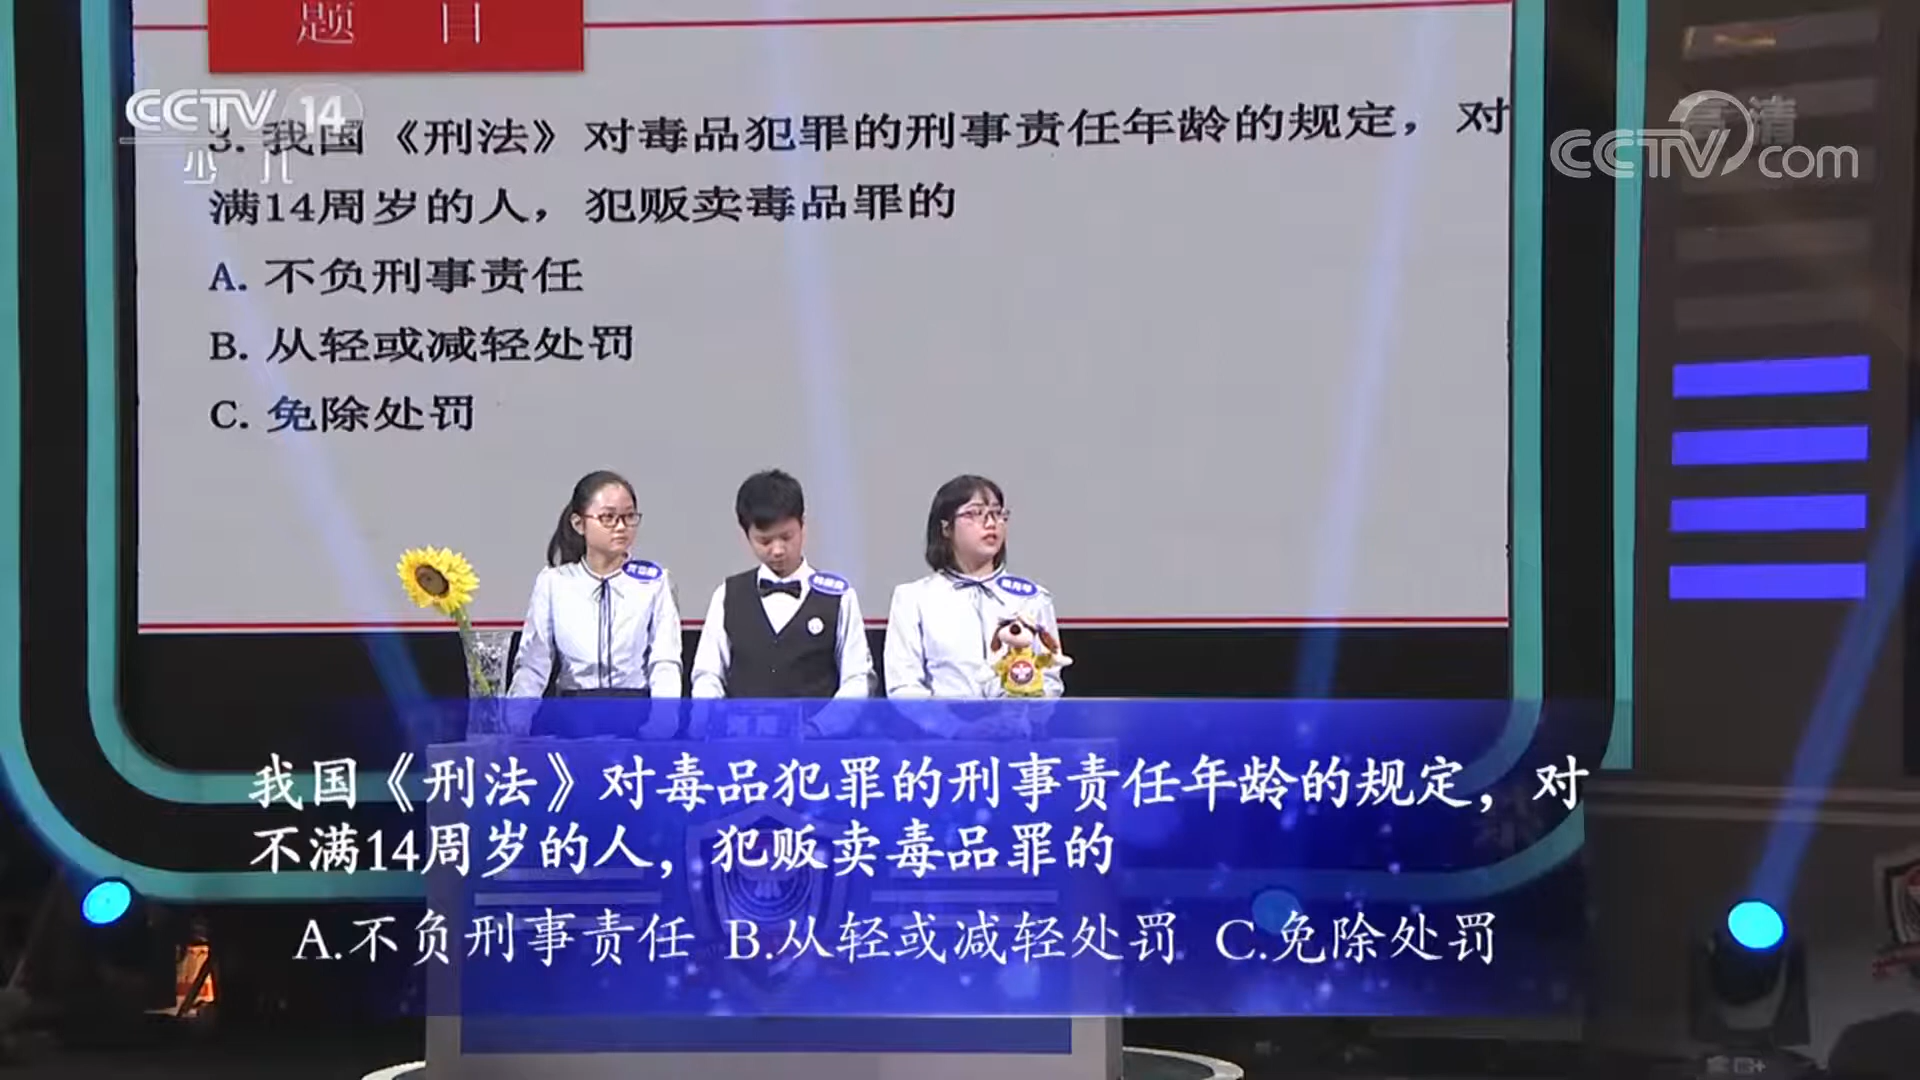 题 目
CCTV 14
少儿
高清
CCTV com
3. 我国《刑法》对毒品犯罪的刑事责任年龄的规定，对
满14周岁的人，犯贩卖毒品罪的
A. 不负刑事责任
B. 从轻或减轻处罚
C. 免除处罚
我国《刑法》对毒品犯罪的刑事责任年龄的规定，对
不满14周岁的人，犯贩卖毒品罪的
A.不负刑事责任 B.从轻或减轻处罚 C.免除处罚